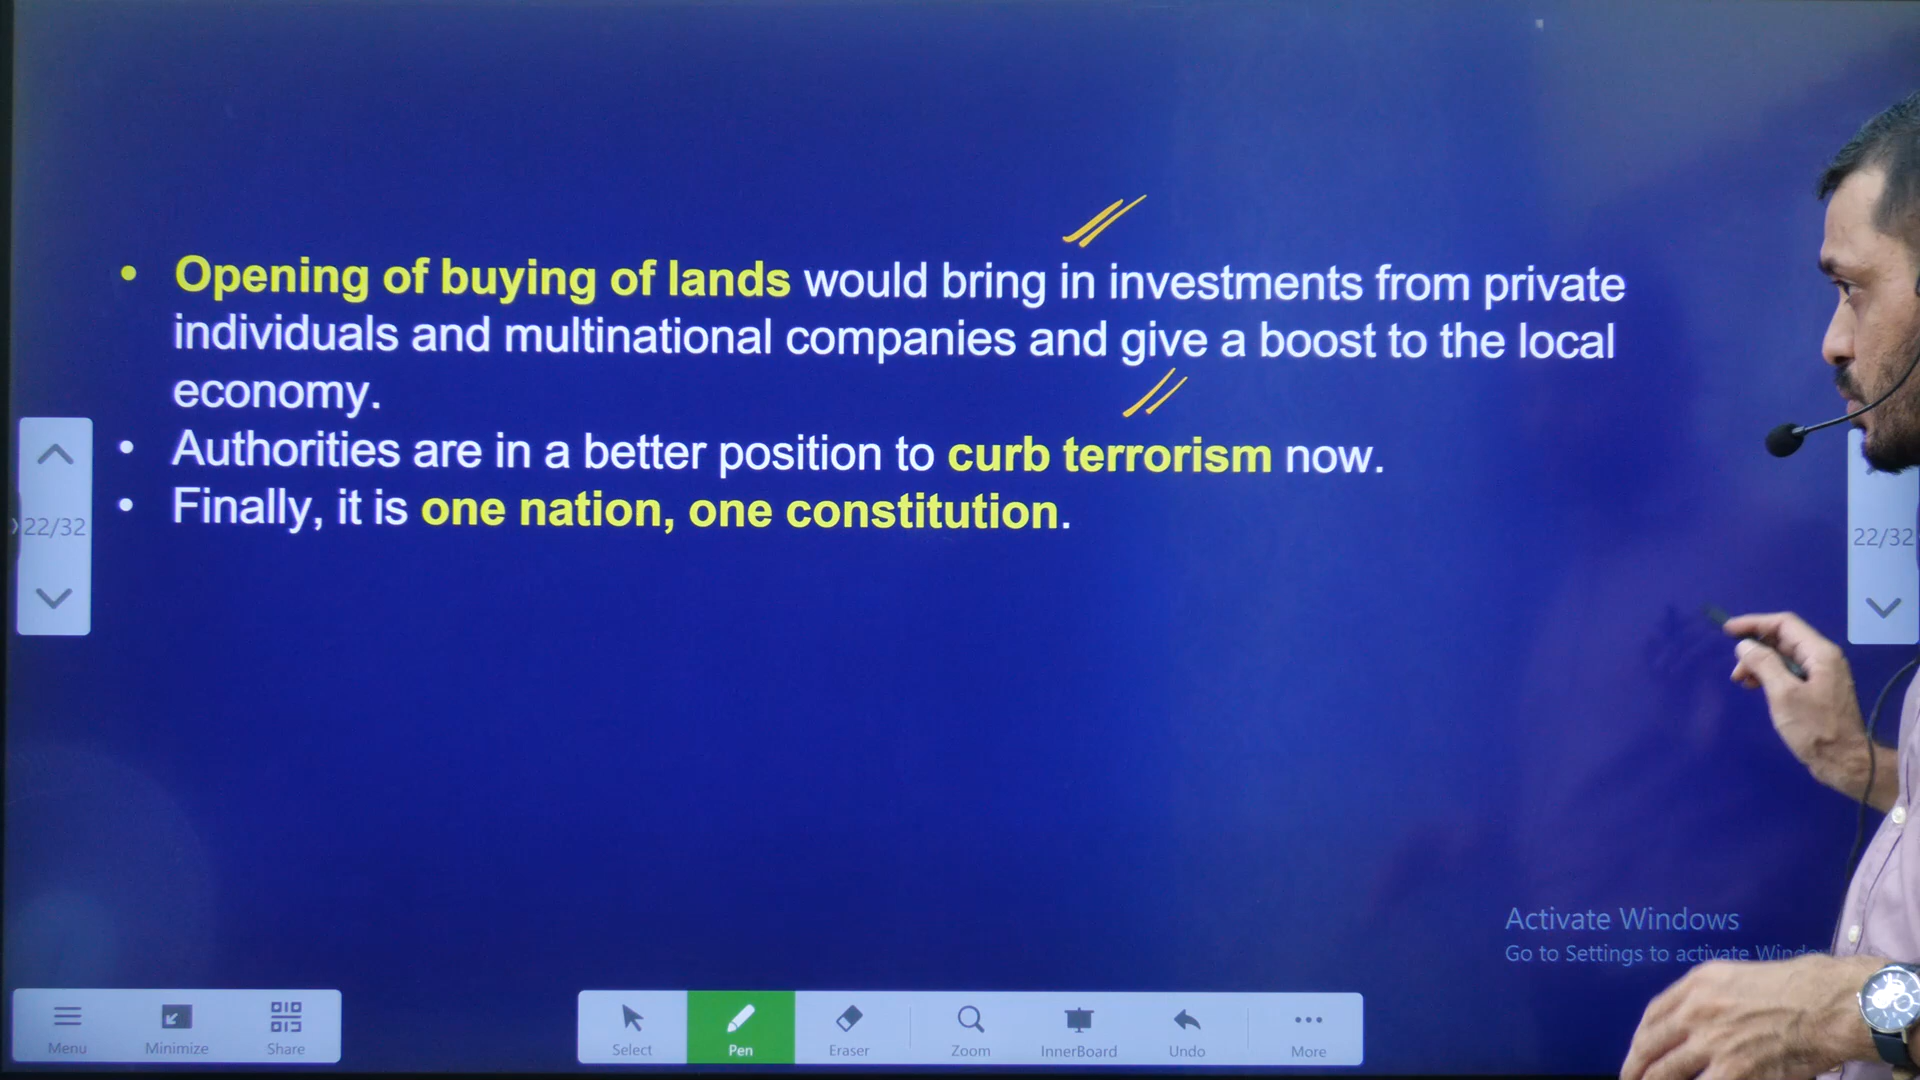 • Opening of buying of lands would bring in investments from private
individuals and multinational companies and give a boost to the local
economy.
• Authorities are in a better position to curb terrorism now.
• Finally, it is one nation, one constitution.
22/32
22/32
Activate Windows
Go to Settings to activate Windo
Menu
Minimize
Share
Select
Pen
Eraser
Zoom
InnerBoard
Undo
More